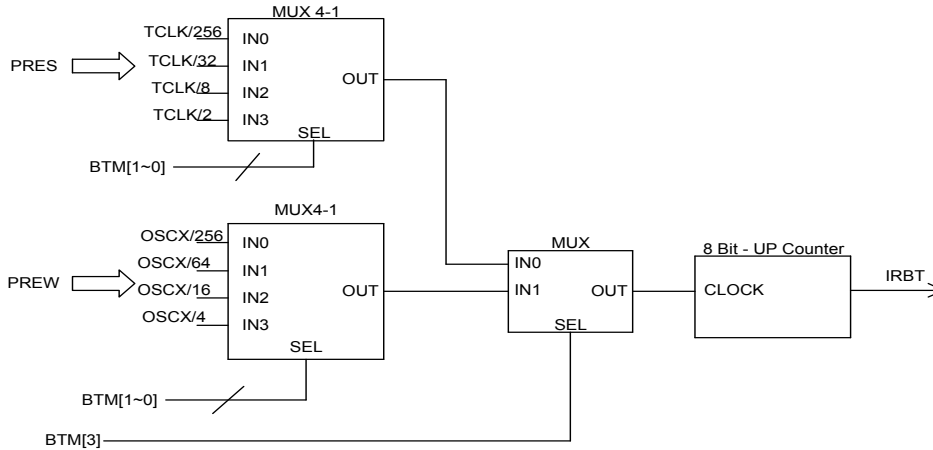 MUX 4-1
TCLK/256
IN0
PRES
TCLK/32
IN1
OUT
TCLK/8
IN2
TCLK/2
IN3
SEL
BTM[1~0]
MUX4-1
OSCX/256
IN0
PREW
OSCX/64
IN1
OUT
OSCX/16
IN2
OSCX/4
IN3
SEL
BTM[1~0]
MUX
IN0
IN1
OUT
SEL
8 Bit - UP Counter
CLOCK
IRBT
BTM[3]